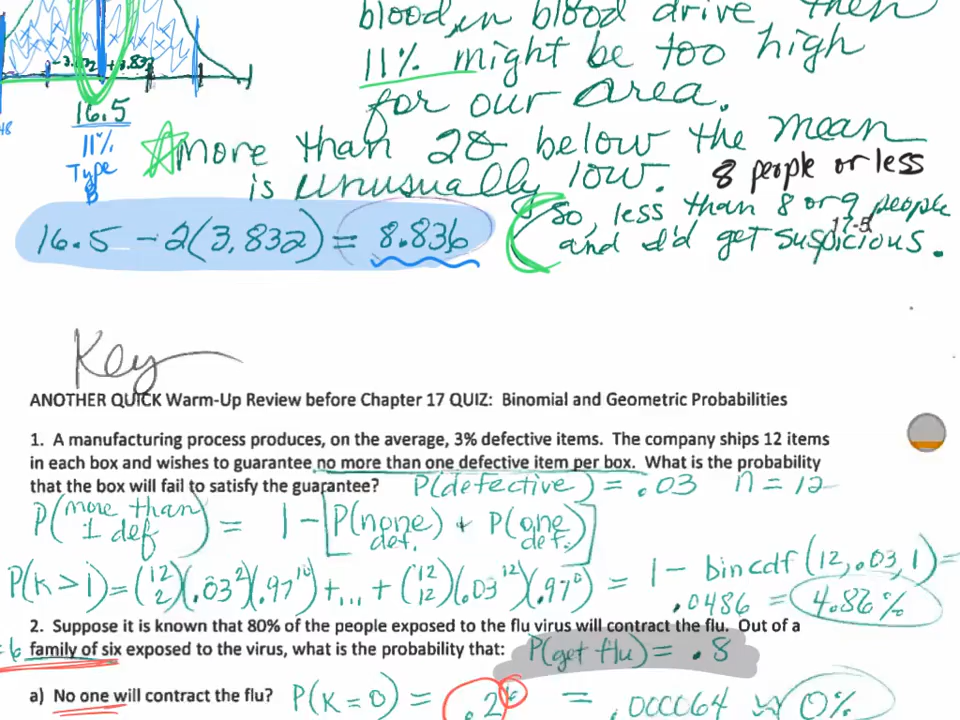 blood, in blood drive, then
11% might be too high
for our area.
-3.832 +3.832
16.5
11%
Type
B
more than 2σ below the mean
is unusually low.
8 people or less
so, less than 8 or 9 people
and I'd get suspicious.
16.5 - 2(3.832) = 8.836
Key
ANOTHER QUICK Warm-Up Review before Chapter 17 QUIZ: Binomial and Geometric Probabilities
1. A manufacturing process produces, on the average, 3% defective items. The company ships 12 items
in each box and wishes to guarantee no more than one defective item per box. What is the probability
that the box will fail to satisfy the guarantee?
P(defective) = .03 n = 12
P(more than 1 def) = 1 - [P(none def.) + P(one def.)]
P(K > 1) = (12 2)(.03²)(.97¹⁰) + ... + (12 12)(.03¹²)(.97⁰) = 1 - bincdf(12, .03, 1) =
.0486 = 4.86%
2. Suppose it is known that 80% of the people exposed to the flu virus will contract the flu. Out of a
family of six exposed to the virus, what is the probability that:
P(get flu) = .8
a) No one will contract the flu?
P(K = 0) = .2⁶ = .000064 ≈ 0%